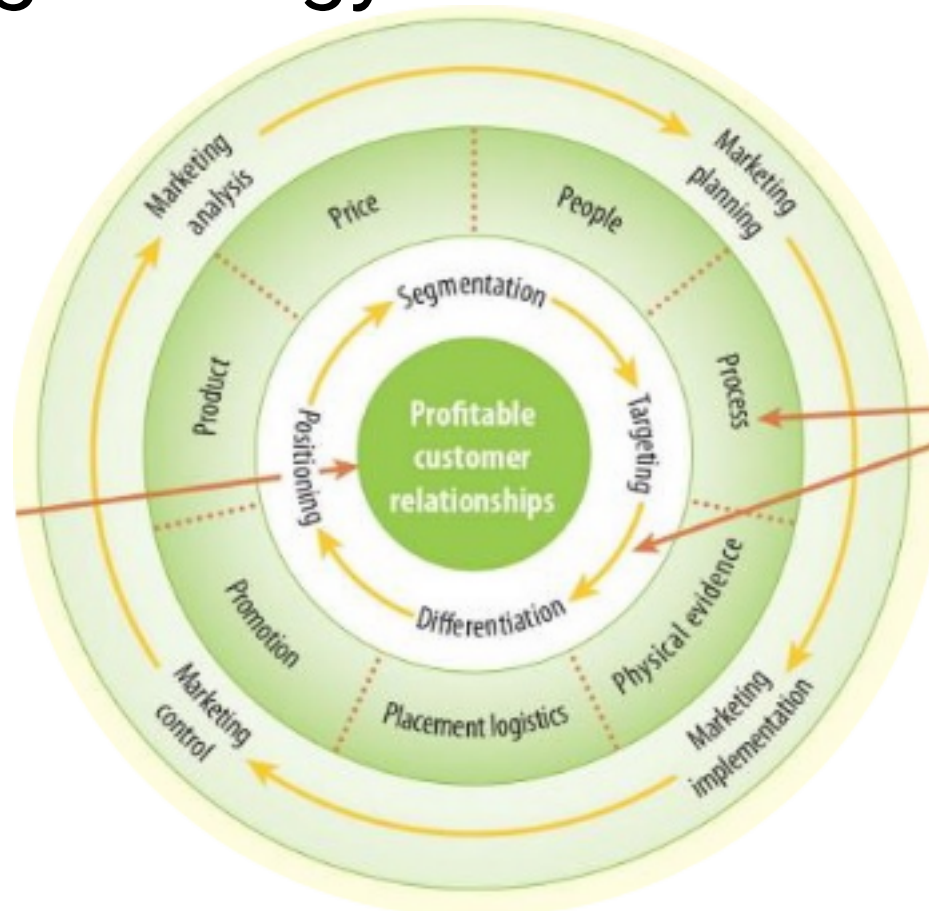 Marketing
analysis
Marketing
planning
Price
People
Segmentation
Product
Process
Positioning
Targeting
Profitable
customer
relationships
Differentiation
Promotion
Physical evidence
Placement logistics
Marketing
control
Marketing
implementation